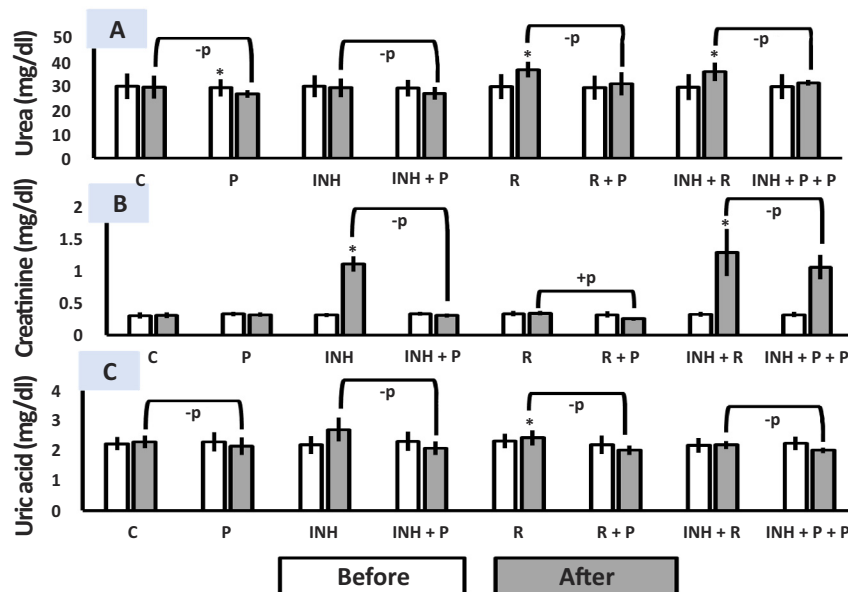 A
Urea (mg/dl)
50
40
30
20
10
0
-p
*
-p
*
-p
*
-p
C P INH INH + P R R + P INH + R INH + P + P
B
Creatinine (mg/dl)
2
1.5
1
0.5
0
*
-p
+p
*
-p
C P INH INH + P R R + P INH + R INH + P + P
C
Uric acid (mg/dl)
4
3
2
1
0
-p
-p
*
-p
-p
C P INH INH + P R R + P INH + R INH + P + P
Before After